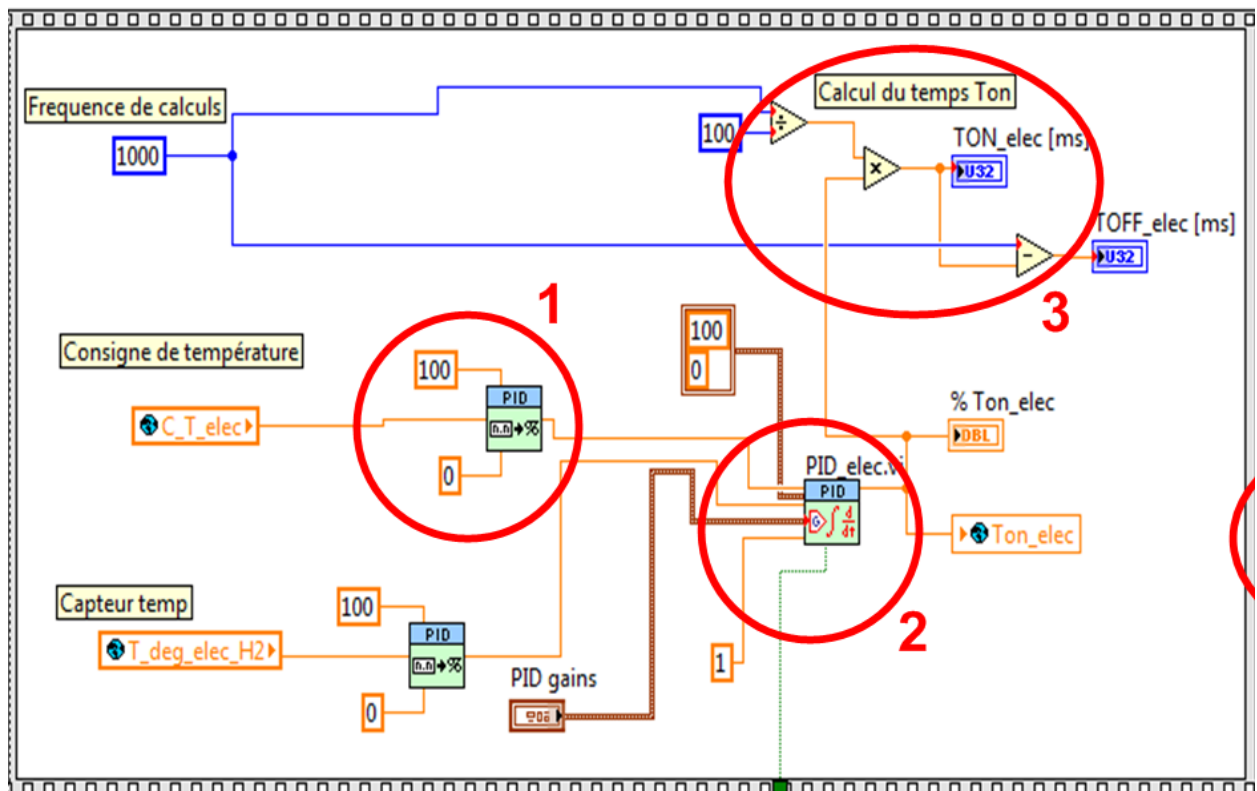 Calcul du temps Ton
Frequence de calculs
1000
100
÷
x
TON_elec [ms]
U32
TOFF_elec [ms]
-
U32
3
1
Consigne de température
100
PID
n.n→%
C_T_elec
0
100
0
% Ton_elec
DBL
PID_elec.vi
PID
G ∫ d
dt
Ton_elec
2
1
Capteur temp
100
PID
n.n→%
T_deg_elec_H2
0
PID gains